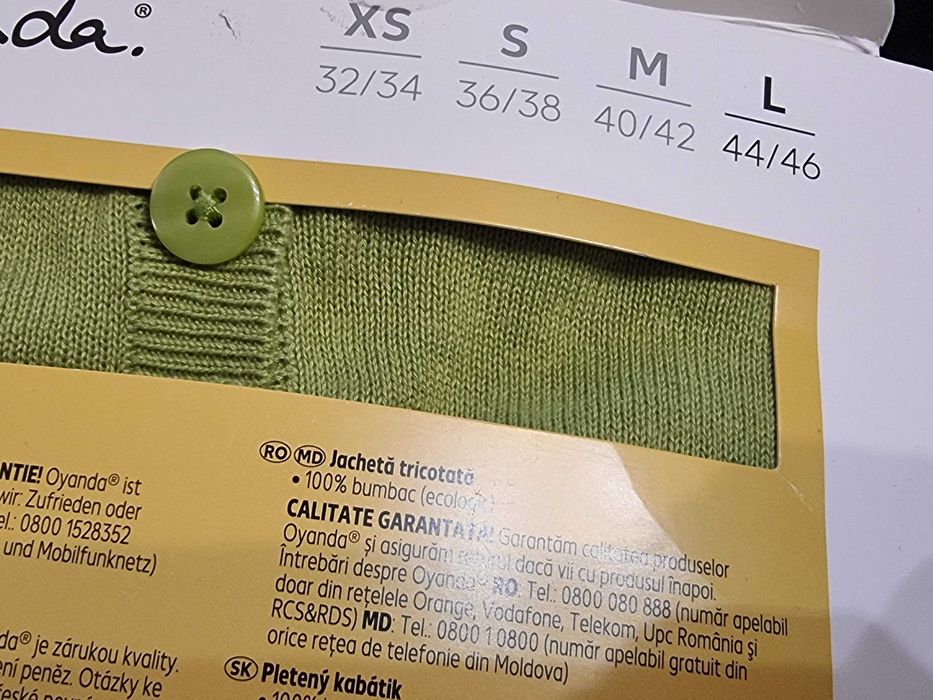 nda.®
XS S M L
32/34 36/38 40/42 44/46
NTIE! Oyanda® ist
wir: Zufrieden oder
el.: 0800 1528352
und Mobilfunknetz)
RO MD Jachetă tricotată
• 100% bumbac (ecologic)
CALITATE GARANTATĂ! Garantăm calitatea produselor
Oyanda® și asigurăm returul dacă vii cu produsul înapoi.
Întrebări despre Oyanda® RO: Tel.: 0800 080 888 (număr apelabil
doar din rețelele Orange, Vodafone, Telekom, Upc România și
RCS&RDS) MD: Tel.: 0800 1 0800 (număr apelabil gratuit din
orice rețea de telefonie din Moldova)
da® je zárukou kvality.
ení peněz. Otázky ke
SK Pletený kabátik